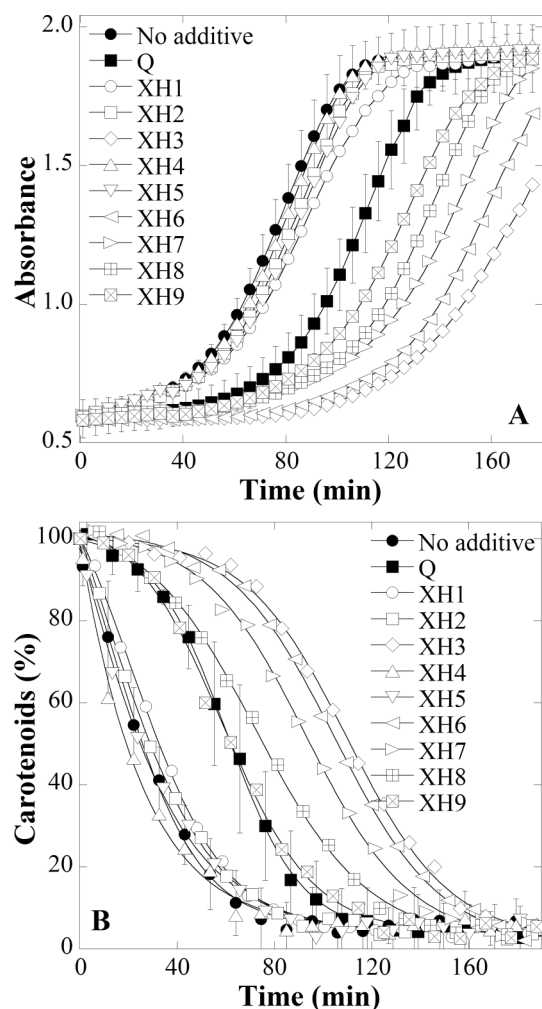 2.0
1.5
1.0
0.5
Absorbance
No additive
Q
XH1
XH2
XH3
XH4
XH5
XH6
XH7
XH8
XH9
A
40 80 120 160
Time (min)
100
80
60
40
20
0
Carotenoids (%)
No additive
Q
XH1
XH2
XH3
XH4
XH5
XH6
XH7
XH8
XH9
B
0 40 80 120 160
Time (min)